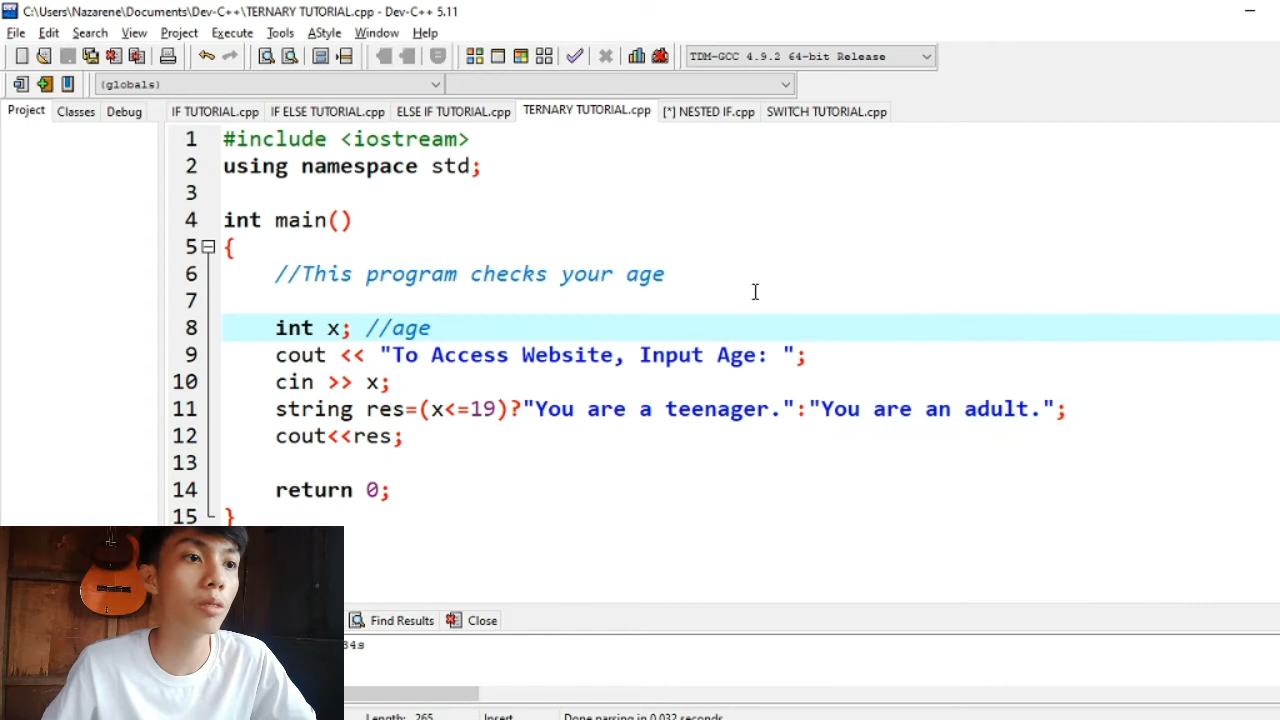 C:\Users\Nazarene\Documents\Dev-C++\TERNARY TUTORIAL.cpp - Dev-C++ 5.11
File Edit Search View Project Execute Tools AStyle Window Help
TDM-GCC 4.9.2 64-bit Release
(globals)
Project Classes Debug IF TUTORIAL.cpp IF ELSE TUTORIAL.cpp ELSE IF TUTORIAL.cpp TERNARY TUTORIAL.cpp [*] NESTED IF.cpp SWITCH TUTORIAL.cpp
1 #include <iostream>
2 using namespace std;
3
4 int main()
5 {
6 //This program checks your age
7
8 int x; //age
9 cout << "To Access Website, Input Age: ";
10 cin >> x;
11 string res=(x<=19)?"You are a teenager.":"You are an adult.";
12 cout<<res;
13
14 return 0;
15 }
Find Results Close
34s
Length: 265 Insert Done parsing in 0.032 seconds